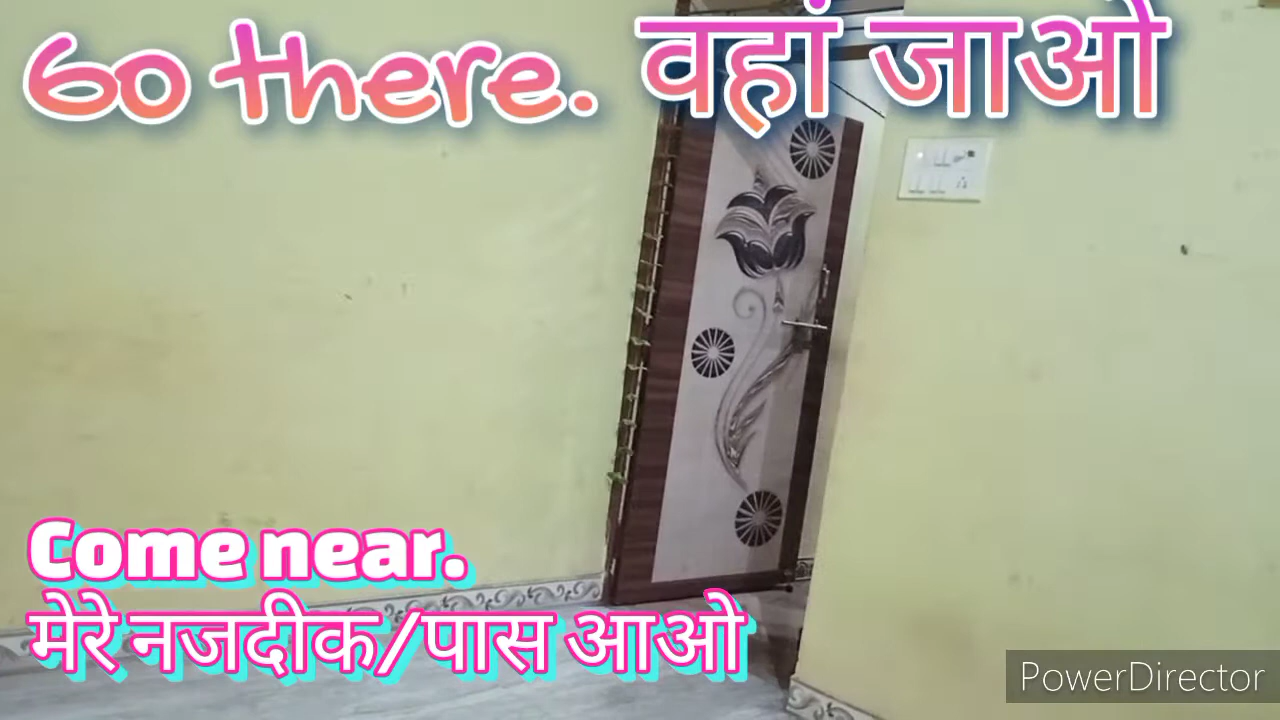 Go there. वहां जाओ
Come near.
मेरे नजदीक/पास आओ
PowerDirector